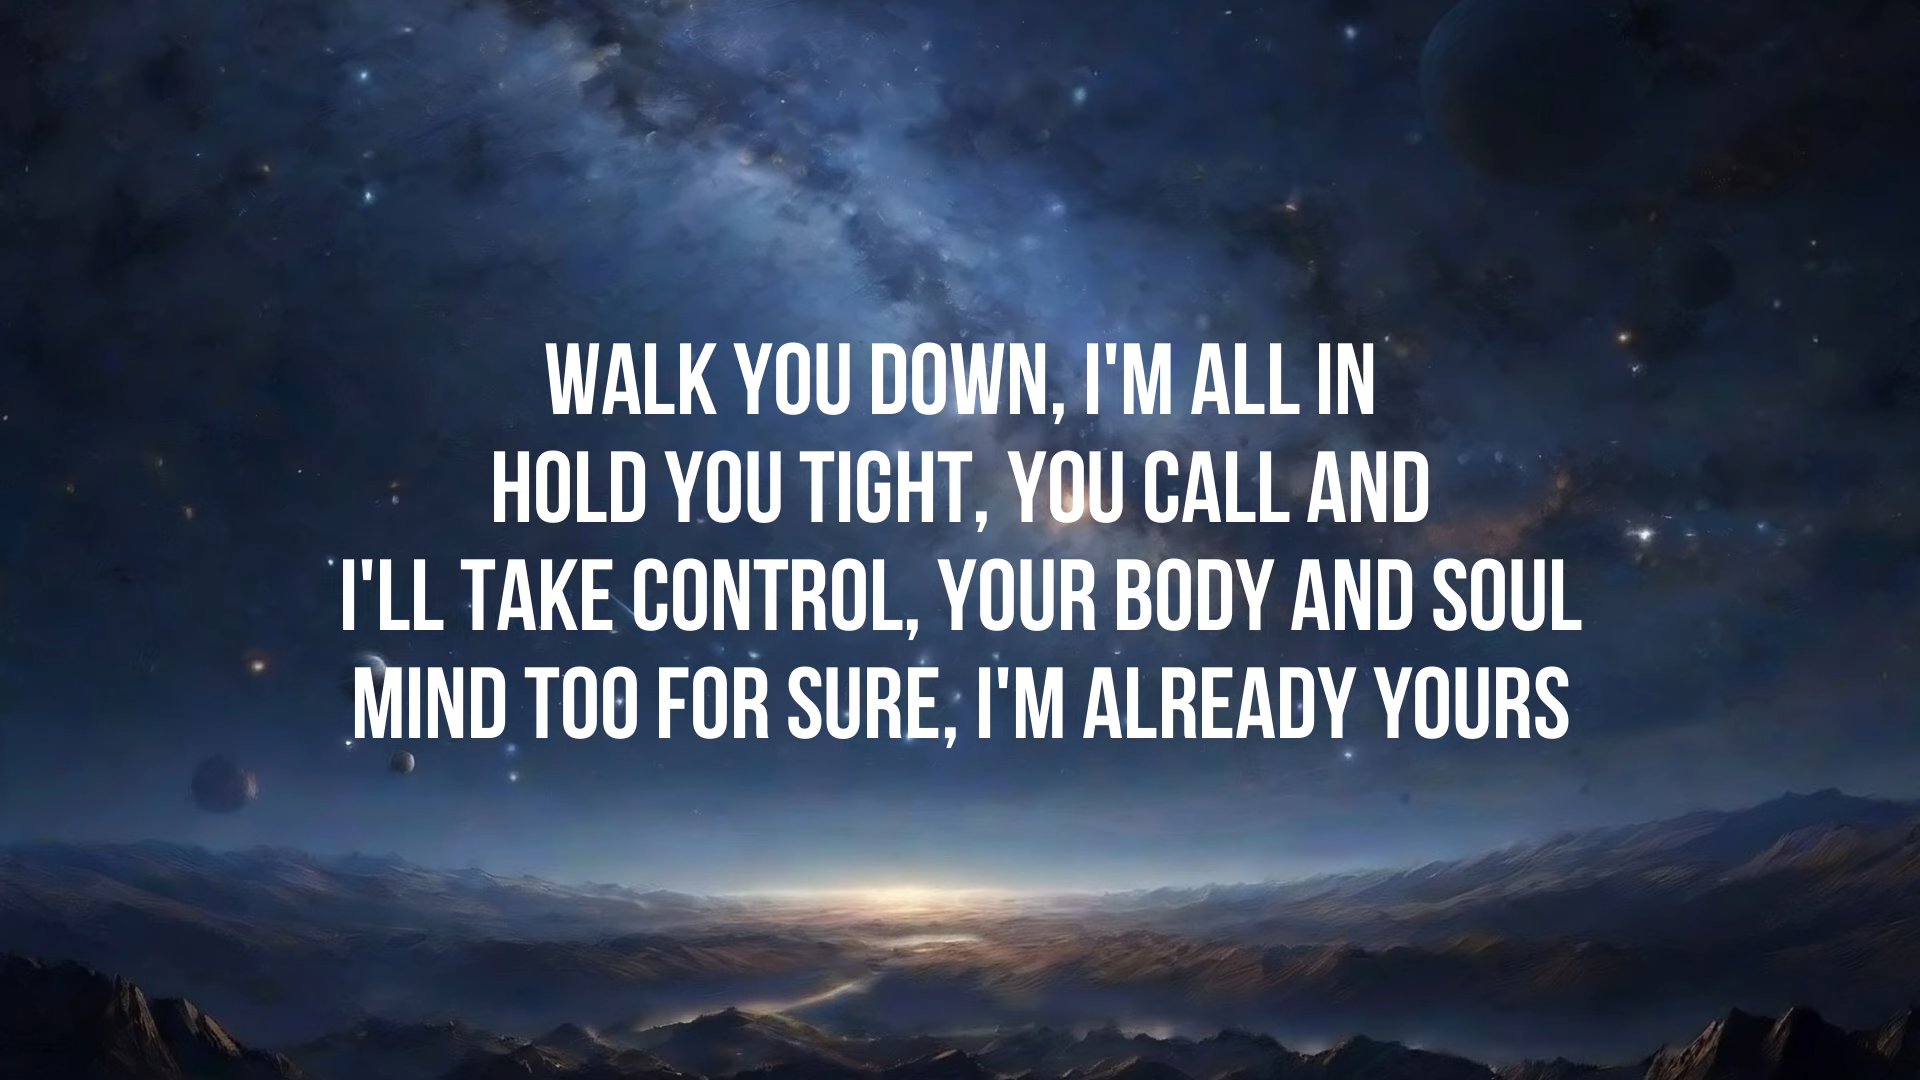 WALK YOU DOWN, I'M ALL IN
HOLD YOU TIGHT, YOU CALL AND
I'LL TAKE CONTROL, YOUR BODY AND SOUL
MIND TOO FOR SURE, I'M ALREADY YOURS